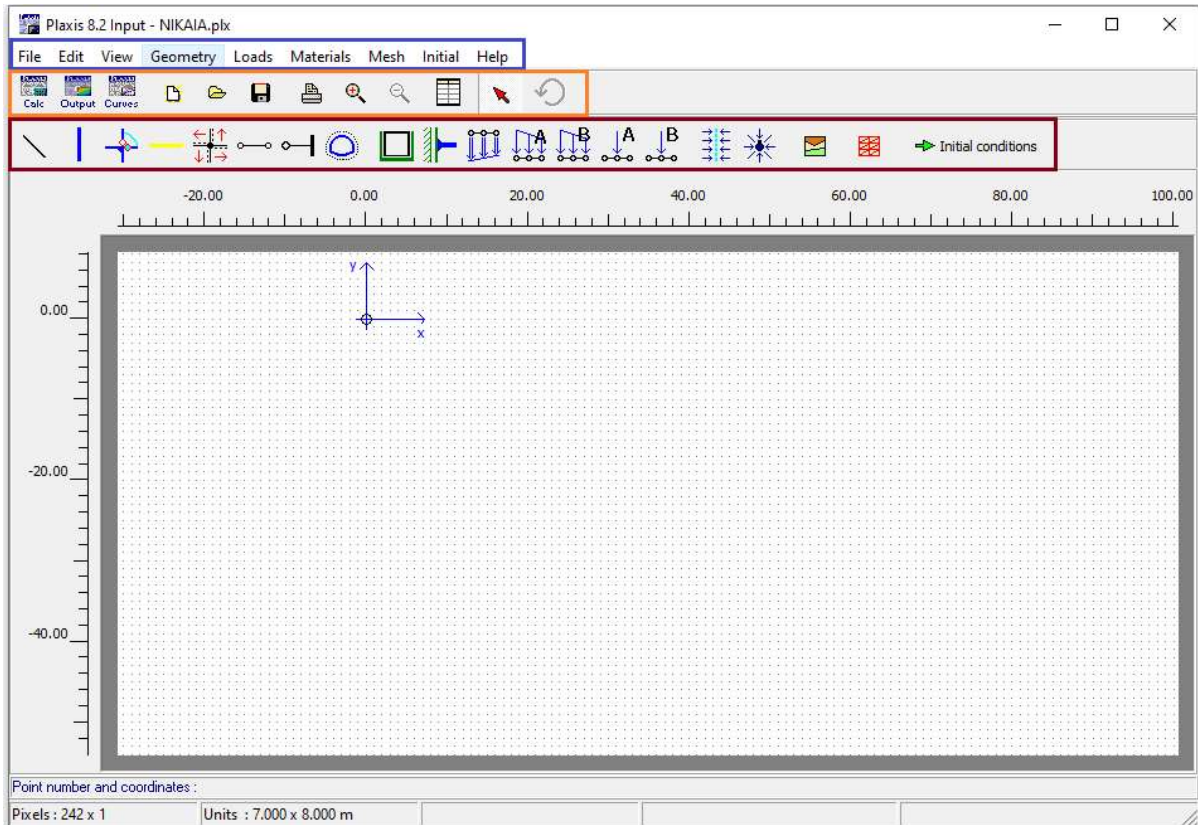 Plaxis 8.2 Input - NIKAIA.plx
File Edit View Geometry Loads Materials Mesh Initial Help
Calc Output Curves
A B A B Initial conditions
-20.00 0.00 20.00 40.00 60.00 80.00 100.00
y
0.00
x
-20.00
-40.00
Point number and coordinates :
Pixels : 242 x 1 Units : 7.000 x 8.000 m